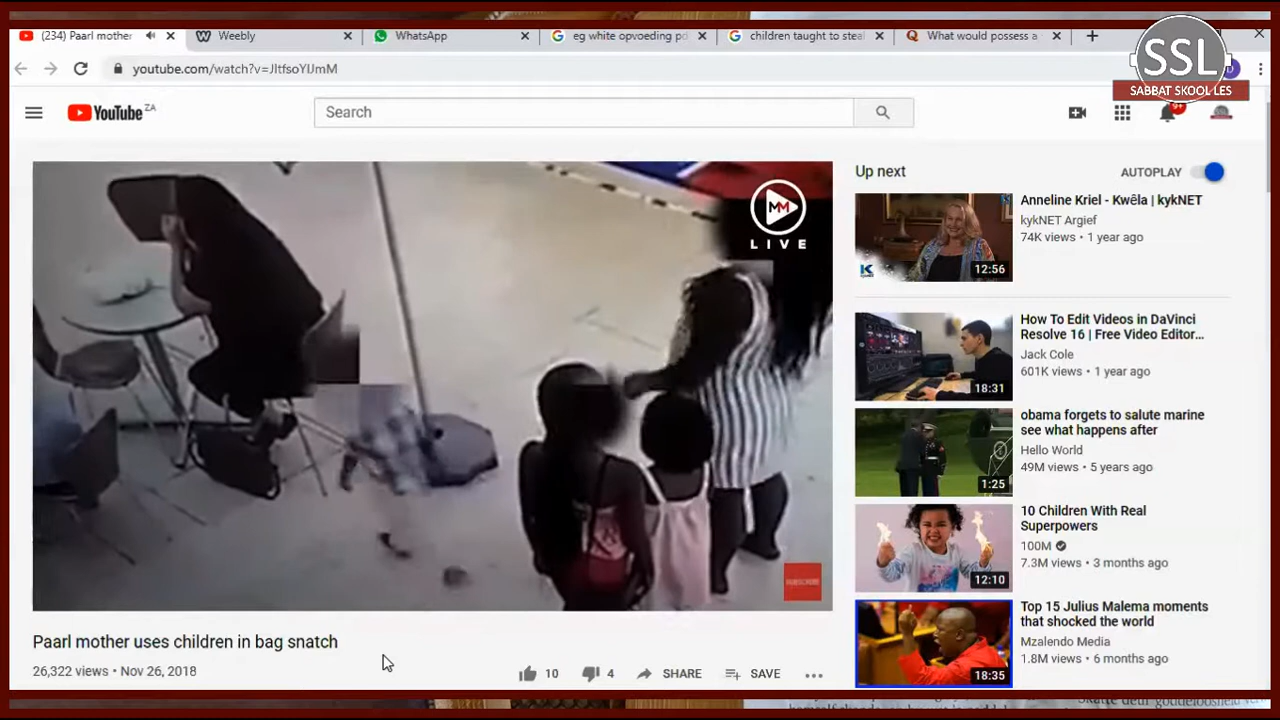 (234) Paarl mother
Weebly
WhatsApp
eg white opvoeding pd
children taught to steal
What would possess a
SSL
SABBAT SKOOL LES
youtube.com/watch?v=JltfsoYlJmM
YouTube ZA
Search
9+
MM
LIVE
SUBSCRIBE
Paarl mother uses children in bag snatch
26,322 views • Nov 26, 2018
10
4
SHARE
SAVE
Up next
AUTOPLAY
12:56
Anneline Kriel - Kwêla | kykNET
kykNET Argief
74K views • 1 year ago
18:31
How To Edit Videos in DaVinci
Resolve 16 | Free Video Editor...
Jack Cole
601K views • 1 year ago
1:25
obama forgets to salute marine
see what happens after
Hello World
49M views • 5 years ago
12:10
10 Children With Real
Superpowers
100M
7.3M views • 3 months ago
18:35
Top 15 Julius Malema moments
that shocked the world
Mzalendo Media
1.8M views • 6 months ago